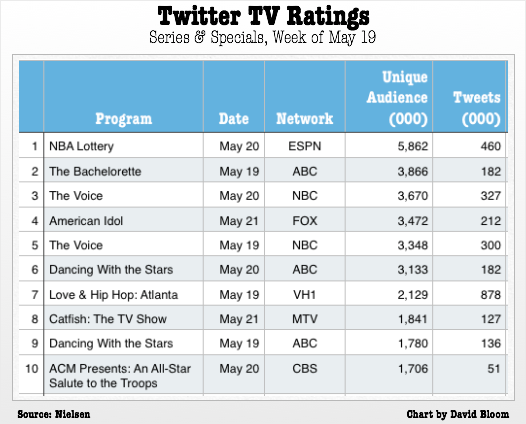 Twitter TV Ratings
Series & Specials, Week of May 19
Program Date Network Unique Audience (000) Tweets (000)
1 NBA Lottery May 20 ESPN 5,862 460
2 The Bachelorette May 19 ABC 3,866 182
3 The Voice May 20 NBC 3,670 327
4 American Idol May 21 FOX 3,472 212
5 The Voice May 19 NBC 3,348 300
6 Dancing With the Stars May 20 ABC 3,133 182
7 Love & Hip Hop: Atlanta May 19 VH1 2,129 878
8 Catfish: The TV Show May 21 MTV 1,841 127
9 Dancing With the Stars May 19 ABC 1,780 136
10 ACM Presents: An All-Star May 20 CBS 1,706 51
Salute to the Troops
Source: Nielsen Chart by David Bloom